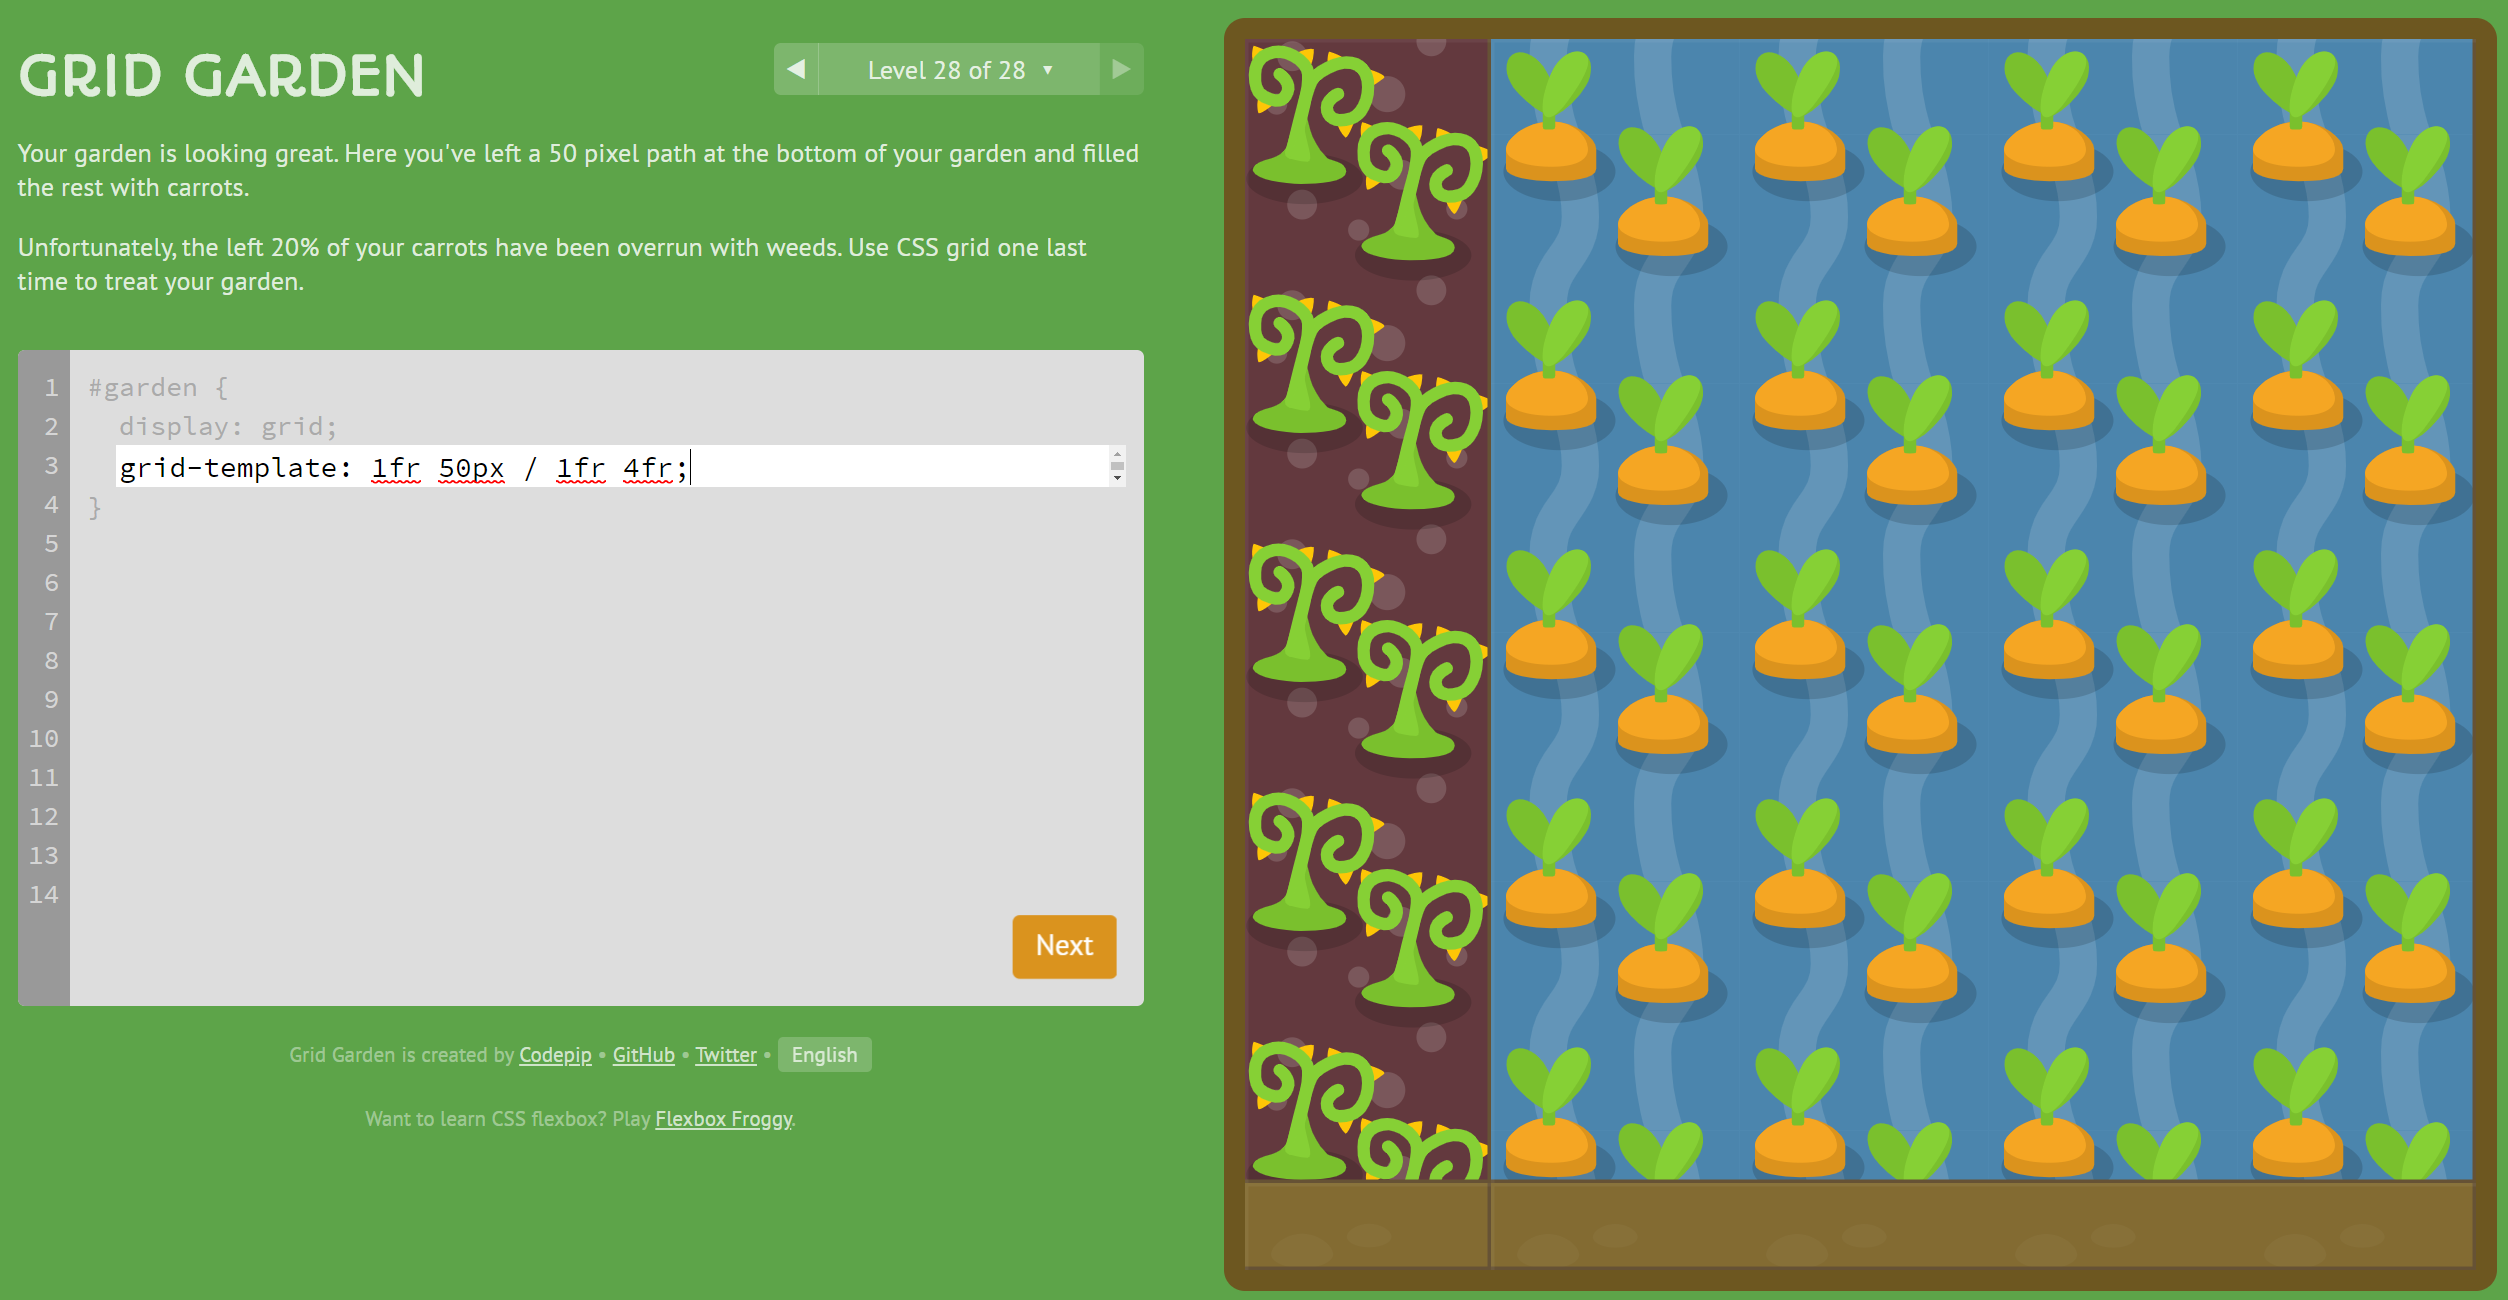 GRID GARDEN
◀ Level 28 of 28 ▼ ▶
Your garden is looking great. Here you've left a 50 pixel path at the bottom of your garden and filled
the rest with carrots.
Unfortunately, the left 20% of your carrots have been overrun with weeds. Use CSS grid one last
time to treat your garden.
1 #garden {
2 display: grid;
3 grid-template: 1fr 50px / 1fr 4fr;
4 }
5
6
7
8
9
10
11
12
13
14
Next
Grid Garden is created by Codepip • GitHub • Twitter • English
Want to learn CSS flexbox? Play Flexbox Froggy.